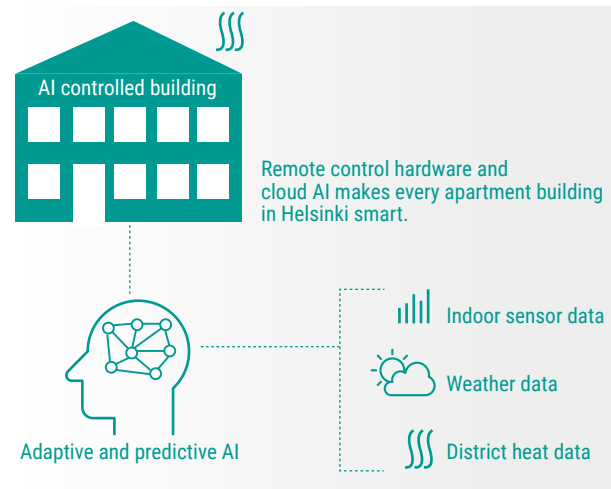 AI controlled building
Remote control hardware and
cloud AI makes every apartment building
in Helsinki smart.
Indoor sensor data
Weather data
Adaptive and predictive AI
District heat data